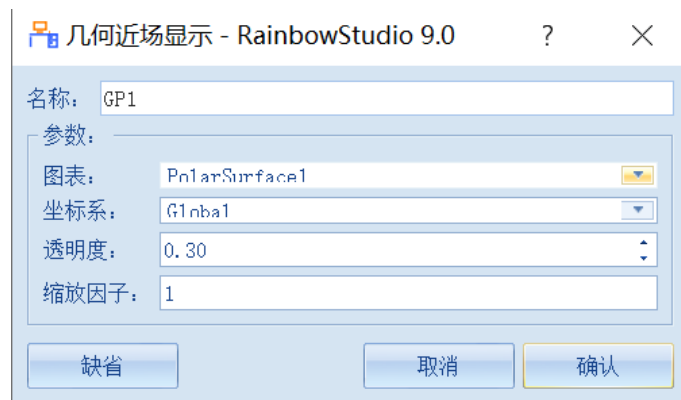 几何近场显示 - RainbowStudio 9.0 ?
名称： GP1
参数：
图表： PolarSurface1
坐标系： Global
透明度： 0.30
缩放因子： 1
缺省 取消 确认